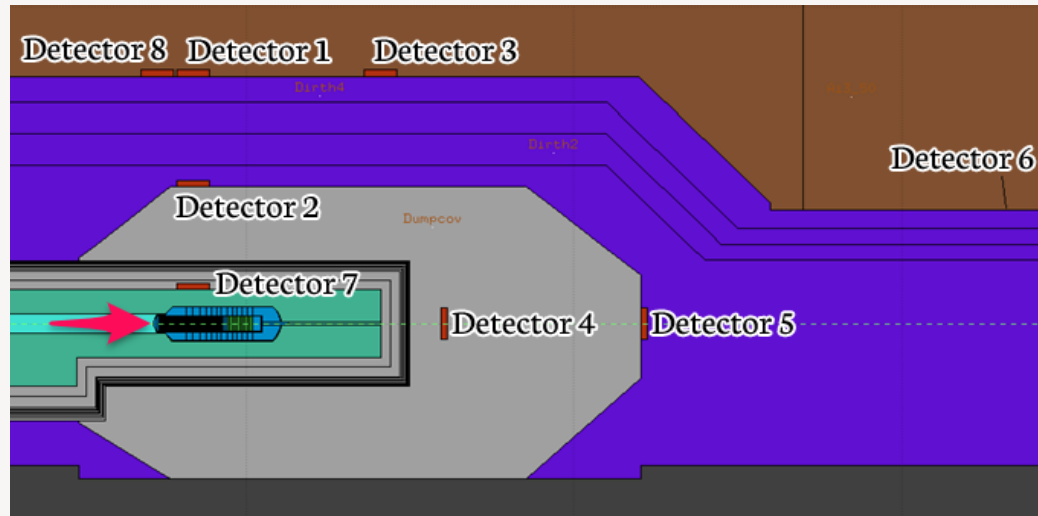 Detector 8
Detector 1
Detector 3
Dirth4
Dirth2
Detector 6
Detector 2
Dumpcov
Detector 7
Detector 4
Detector 5